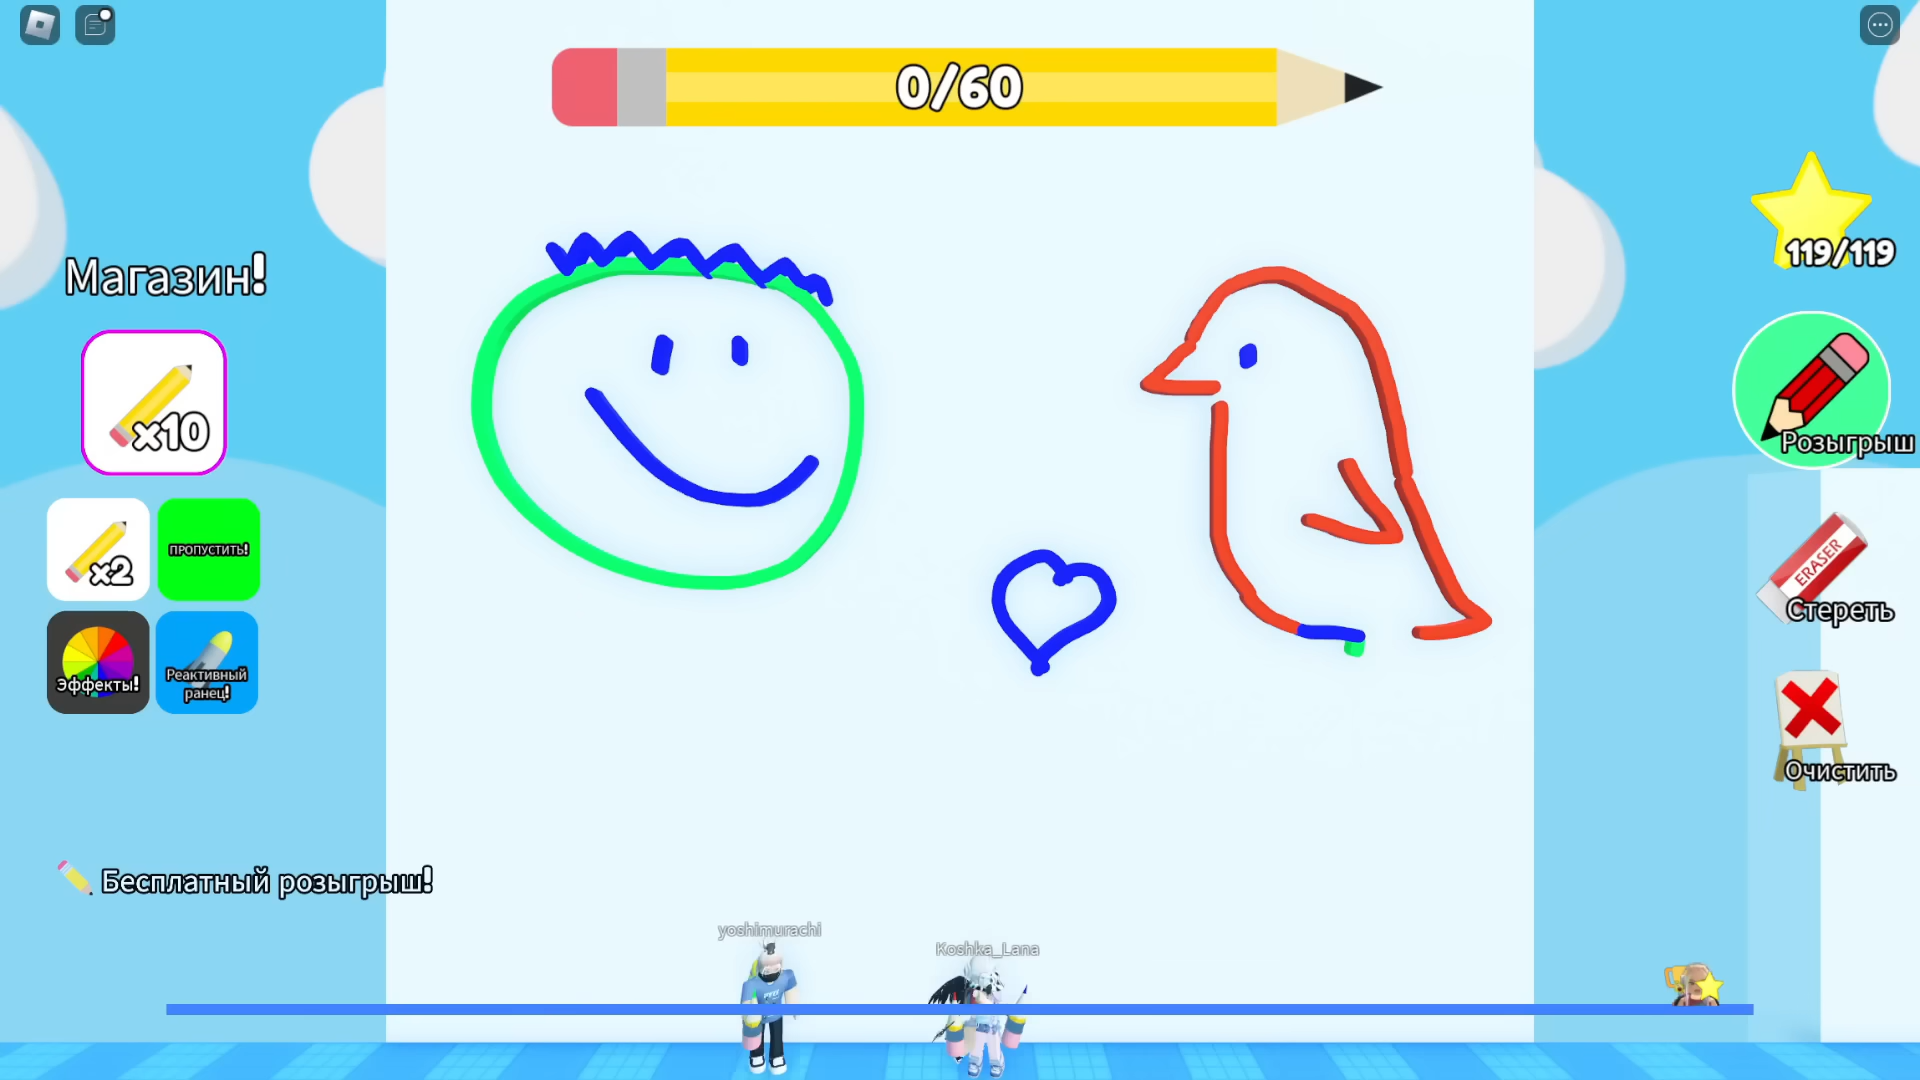 0/60
Магазин!
119/119
x10
Розыгрыш
x2
ПРОПУСТИТЬ!
ERASER
Стереть
Эффекты!
Реактивный
ранец!
Очистить
Бесплатный розыгрыш!
yoshimurachi
Koshka_Lana